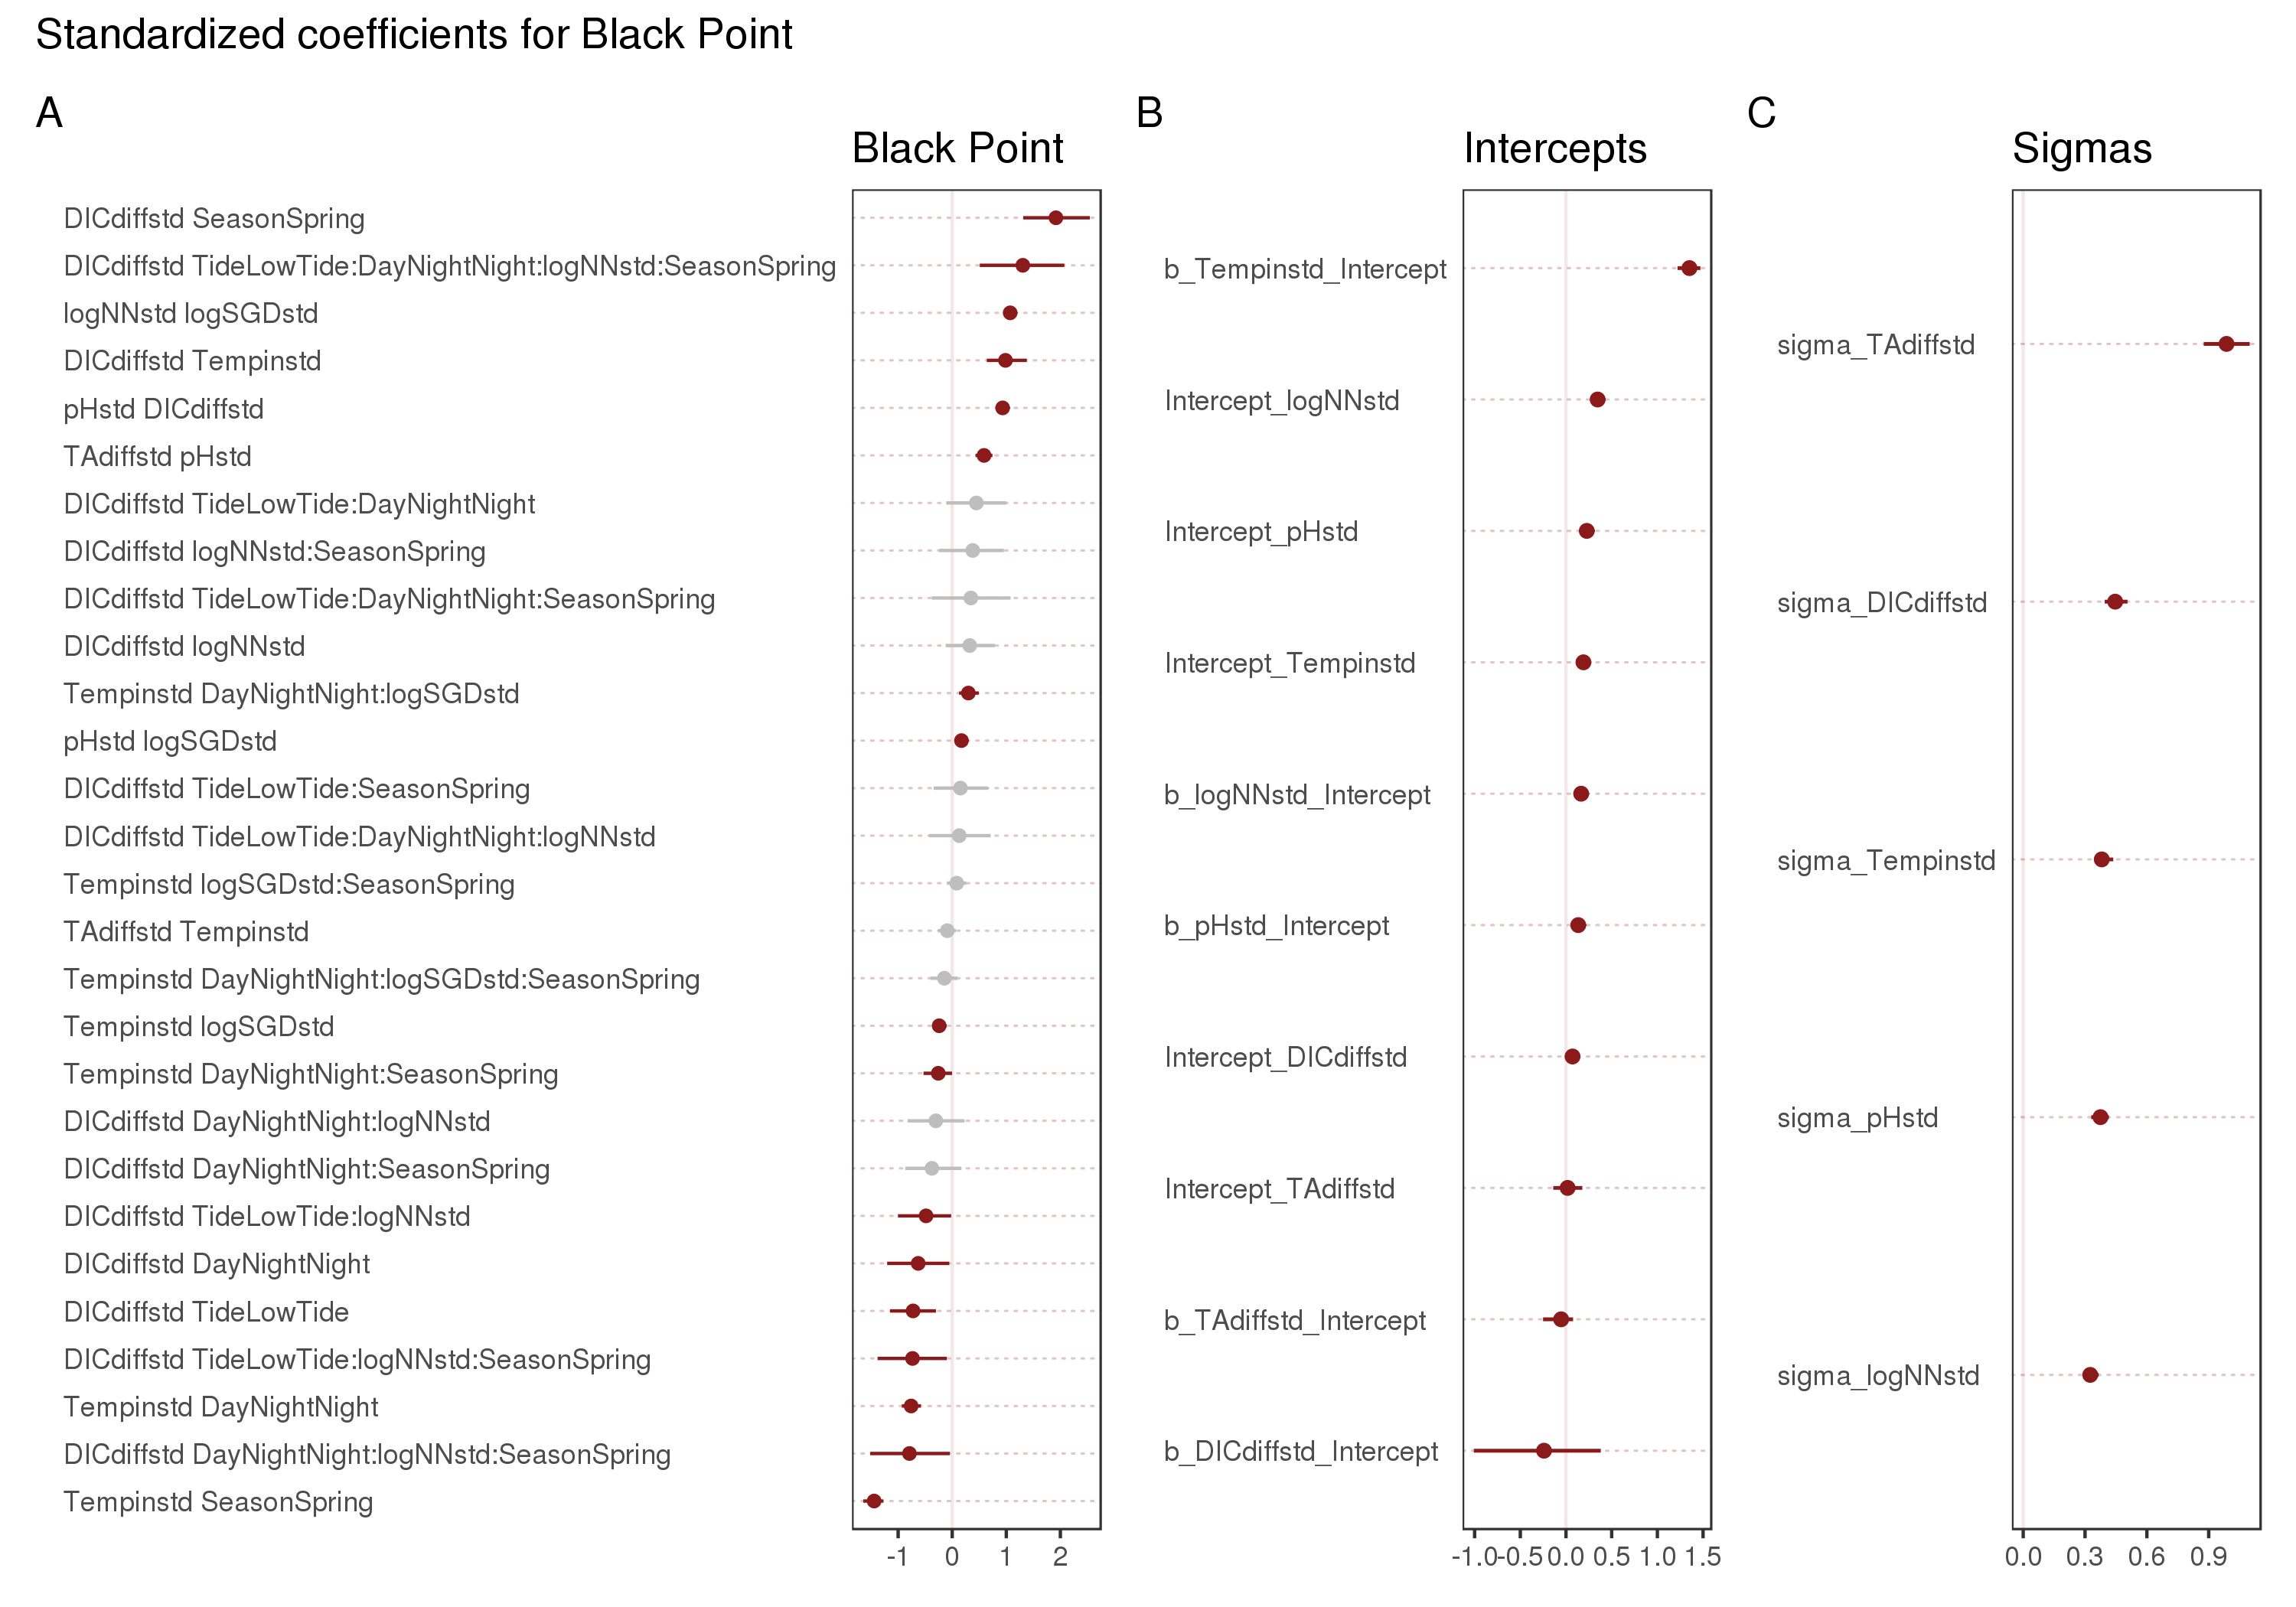 Standardized coefficients for Black Point
A
Black Point
DICdiffstd SeasonSpring
DICdiffstd TideLowTide:DayNightNight:logNNstd:SeasonSpring
logNNstd logSGDstd
DICdiffstd Tempinstd
pHstd DICdiffstd
TAdiffstd pHstd
DICdiffstd TideLowTide:DayNightNight
DICdiffstd logNNstd:SeasonSpring
DICdiffstd TideLowTide:DayNightNight:SeasonSpring
DICdiffstd logNNstd
Tempinstd DayNightNight:logSGDstd
pHstd logSGDstd
DICdiffstd TideLowTide:SeasonSpring
DICdiffstd TideLowTide:DayNightNight:logNNstd
Tempinstd logSGDstd:SeasonSpring
TAdiffstd Tempinstd
Tempinstd DayNightNight:logSGDstd:SeasonSpring
Tempinstd logSGDstd
Tempinstd DayNightNight:SeasonSpring
DICdiffstd DayNightNight:logNNstd
DICdiffstd DayNightNight:SeasonSpring
DICdiffstd TideLowTide:logNNstd
DICdiffstd DayNightNight
DICdiffstd TideLowTide
DICdiffstd TideLowTide:logNNstd:SeasonSpring
Tempinstd DayNightNight
DICdiffstd DayNightNight:logNNstd:SeasonSpring
Tempinstd SeasonSpring
-1 0 1 2
B
Intercepts
b_Tempinstd_Intercept
Intercept_logNNstd
Intercept_pHstd
Intercept_Tempinstd
b_logNNstd_Intercept
b_pHstd_Intercept
Intercept_DICdiffstd
Intercept_TAdiffstd
b_TAdiffstd_Intercept
b_DICdiffstd_Intercept
-1.0 -0.5 0.0 0.5 1.0 1.5
C
Sigmas
sigma_TAdiffstd
sigma_DICdiffstd
sigma_Tempinstd
sigma_pHstd
sigma_logNNstd
0.0 0.3 0.6 0.9